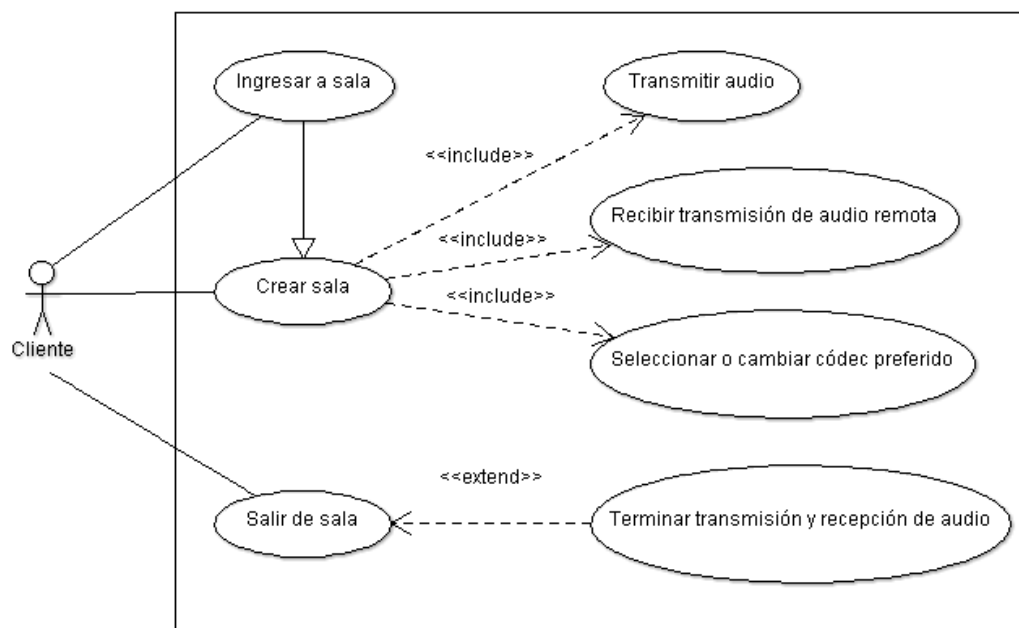 Ingresar a sala
Transmitir audio
<<include>>
Recibir transmisión de audio remota
<<include>>
Crear sala
<<include>>
Cliente
Seleccionar o cambiar códec preferido
<<extend>>
Salir de sala
Terminar transmisión y recepción de audio